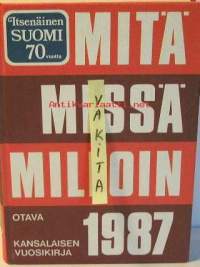 Itsenäinen
SUOMI
70 vuotta
MITÄ
MISSÄ
MILLOIN
OTAVA
1987
KANSALAISEN
VUOSIKIRJA
YAKITA